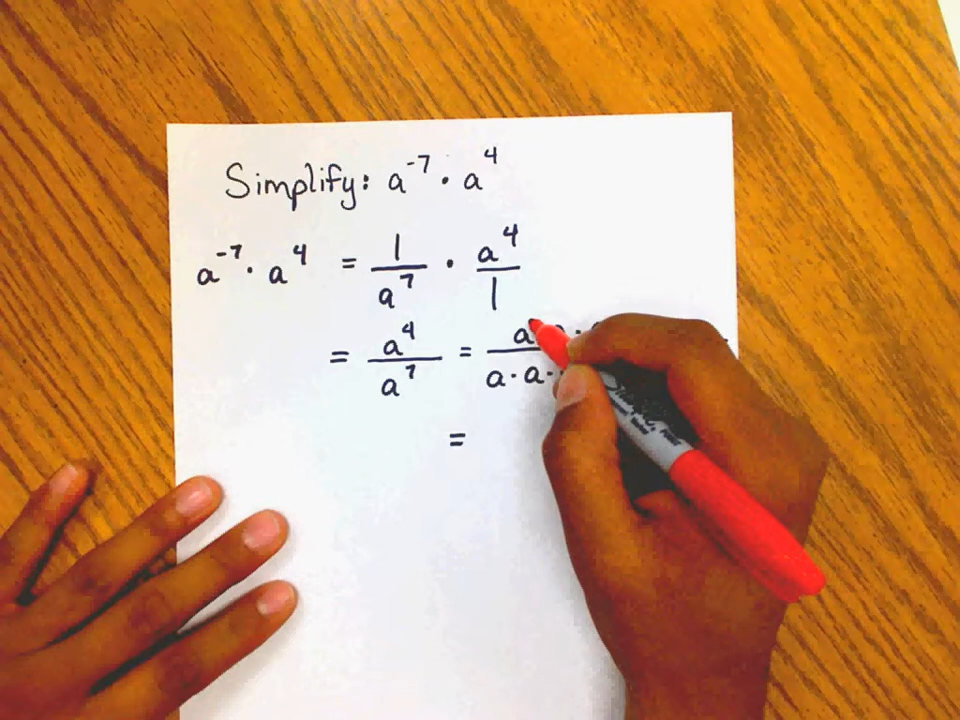 Simplify: a⁻⁷ · a⁴
a⁻⁷ · a⁴ = 1/a⁷ · a⁴/1
= a⁴/a⁷ = a/a·a·
=